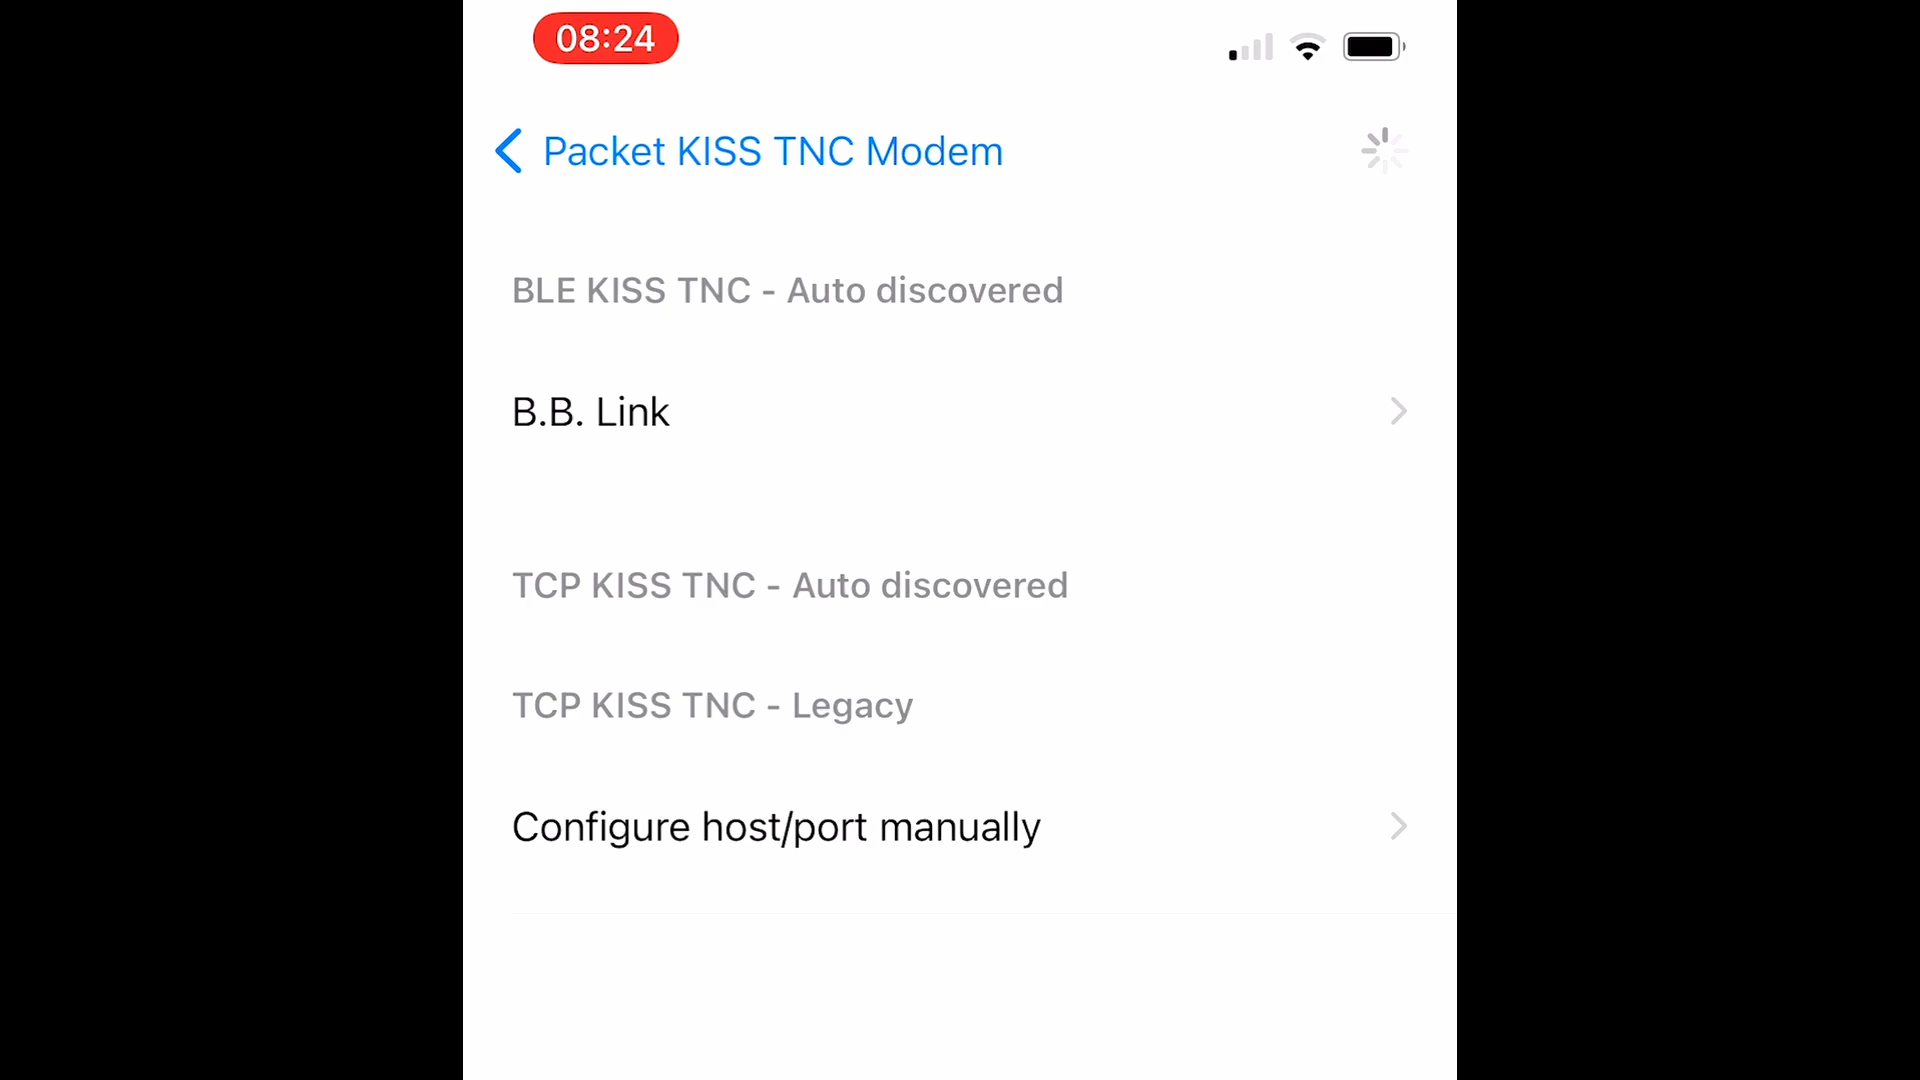 08:24
Packet KISS TNC Modem
BLE KISS TNC - Auto discovered
B.B. Link
TCP KISS TNC - Auto discovered
TCP KISS TNC - Legacy
Configure host/port manually